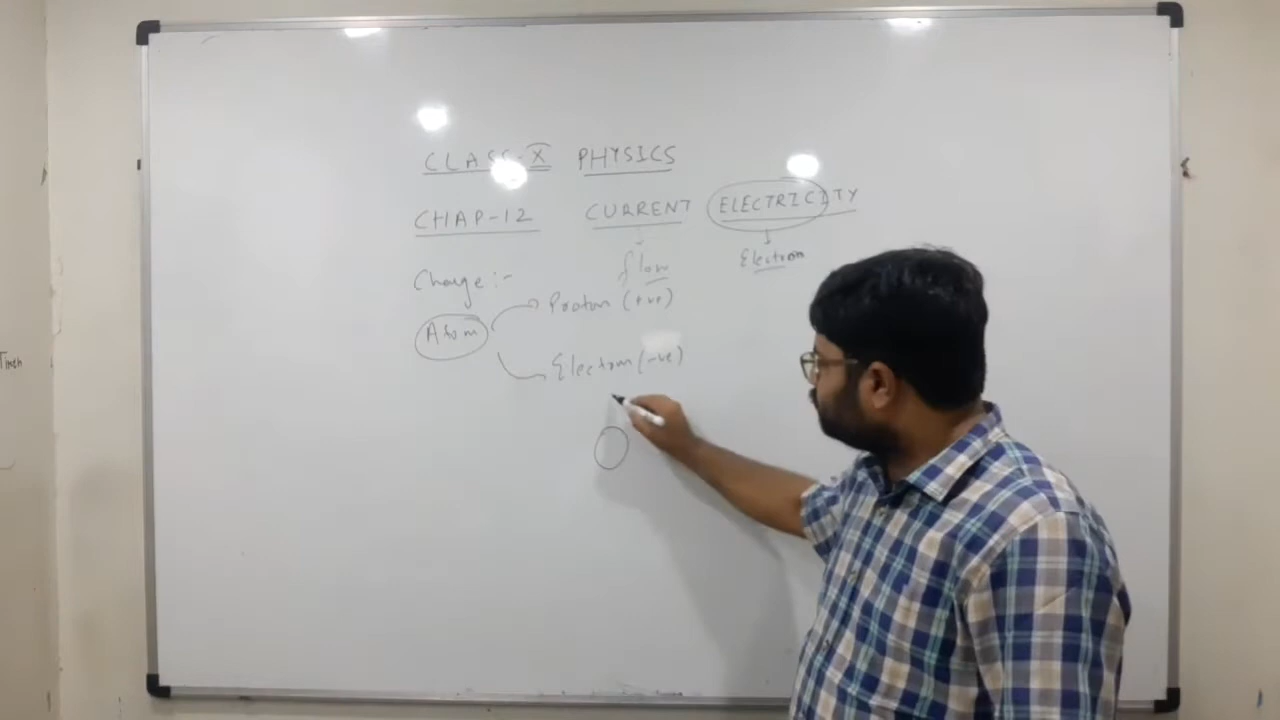 CLASS-X PHYSICS
CHAP-12 CURRENT ELECTRICITY
flow Electron
Charge :-
Proton (+ve)
Atom
Electron (-ve)